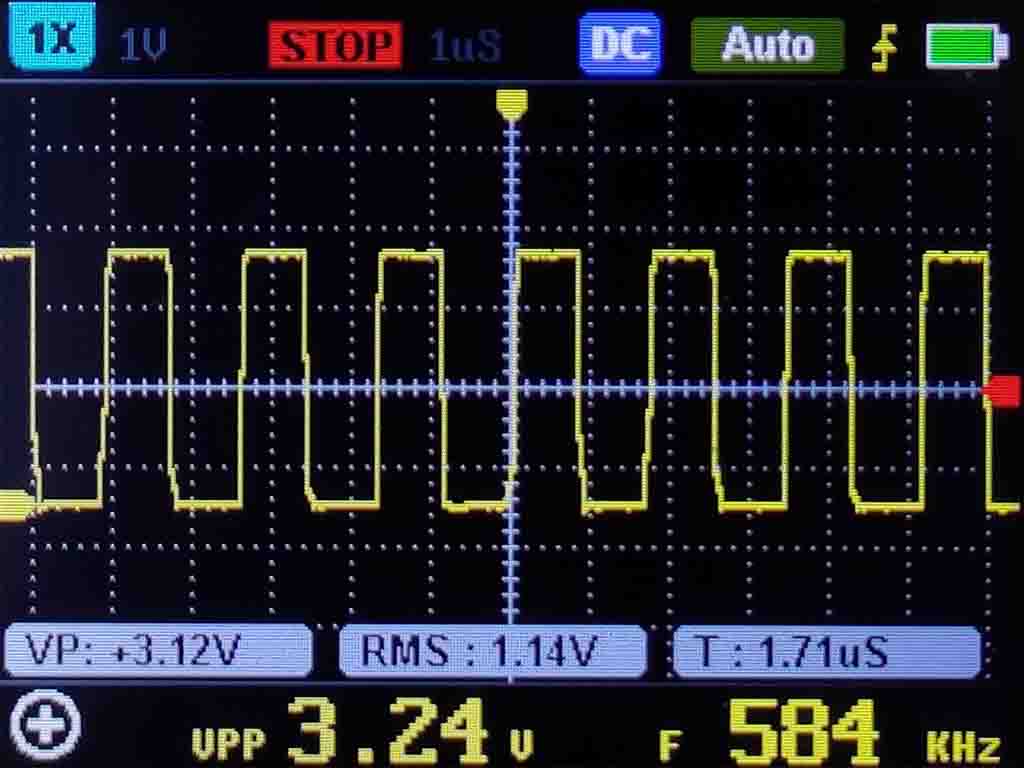 1X 1V STOP 1uS DC Auto
VP: +3.12V RMS : 1.14V T : 1.71uS
VPP 3.24 V F 584 KHz